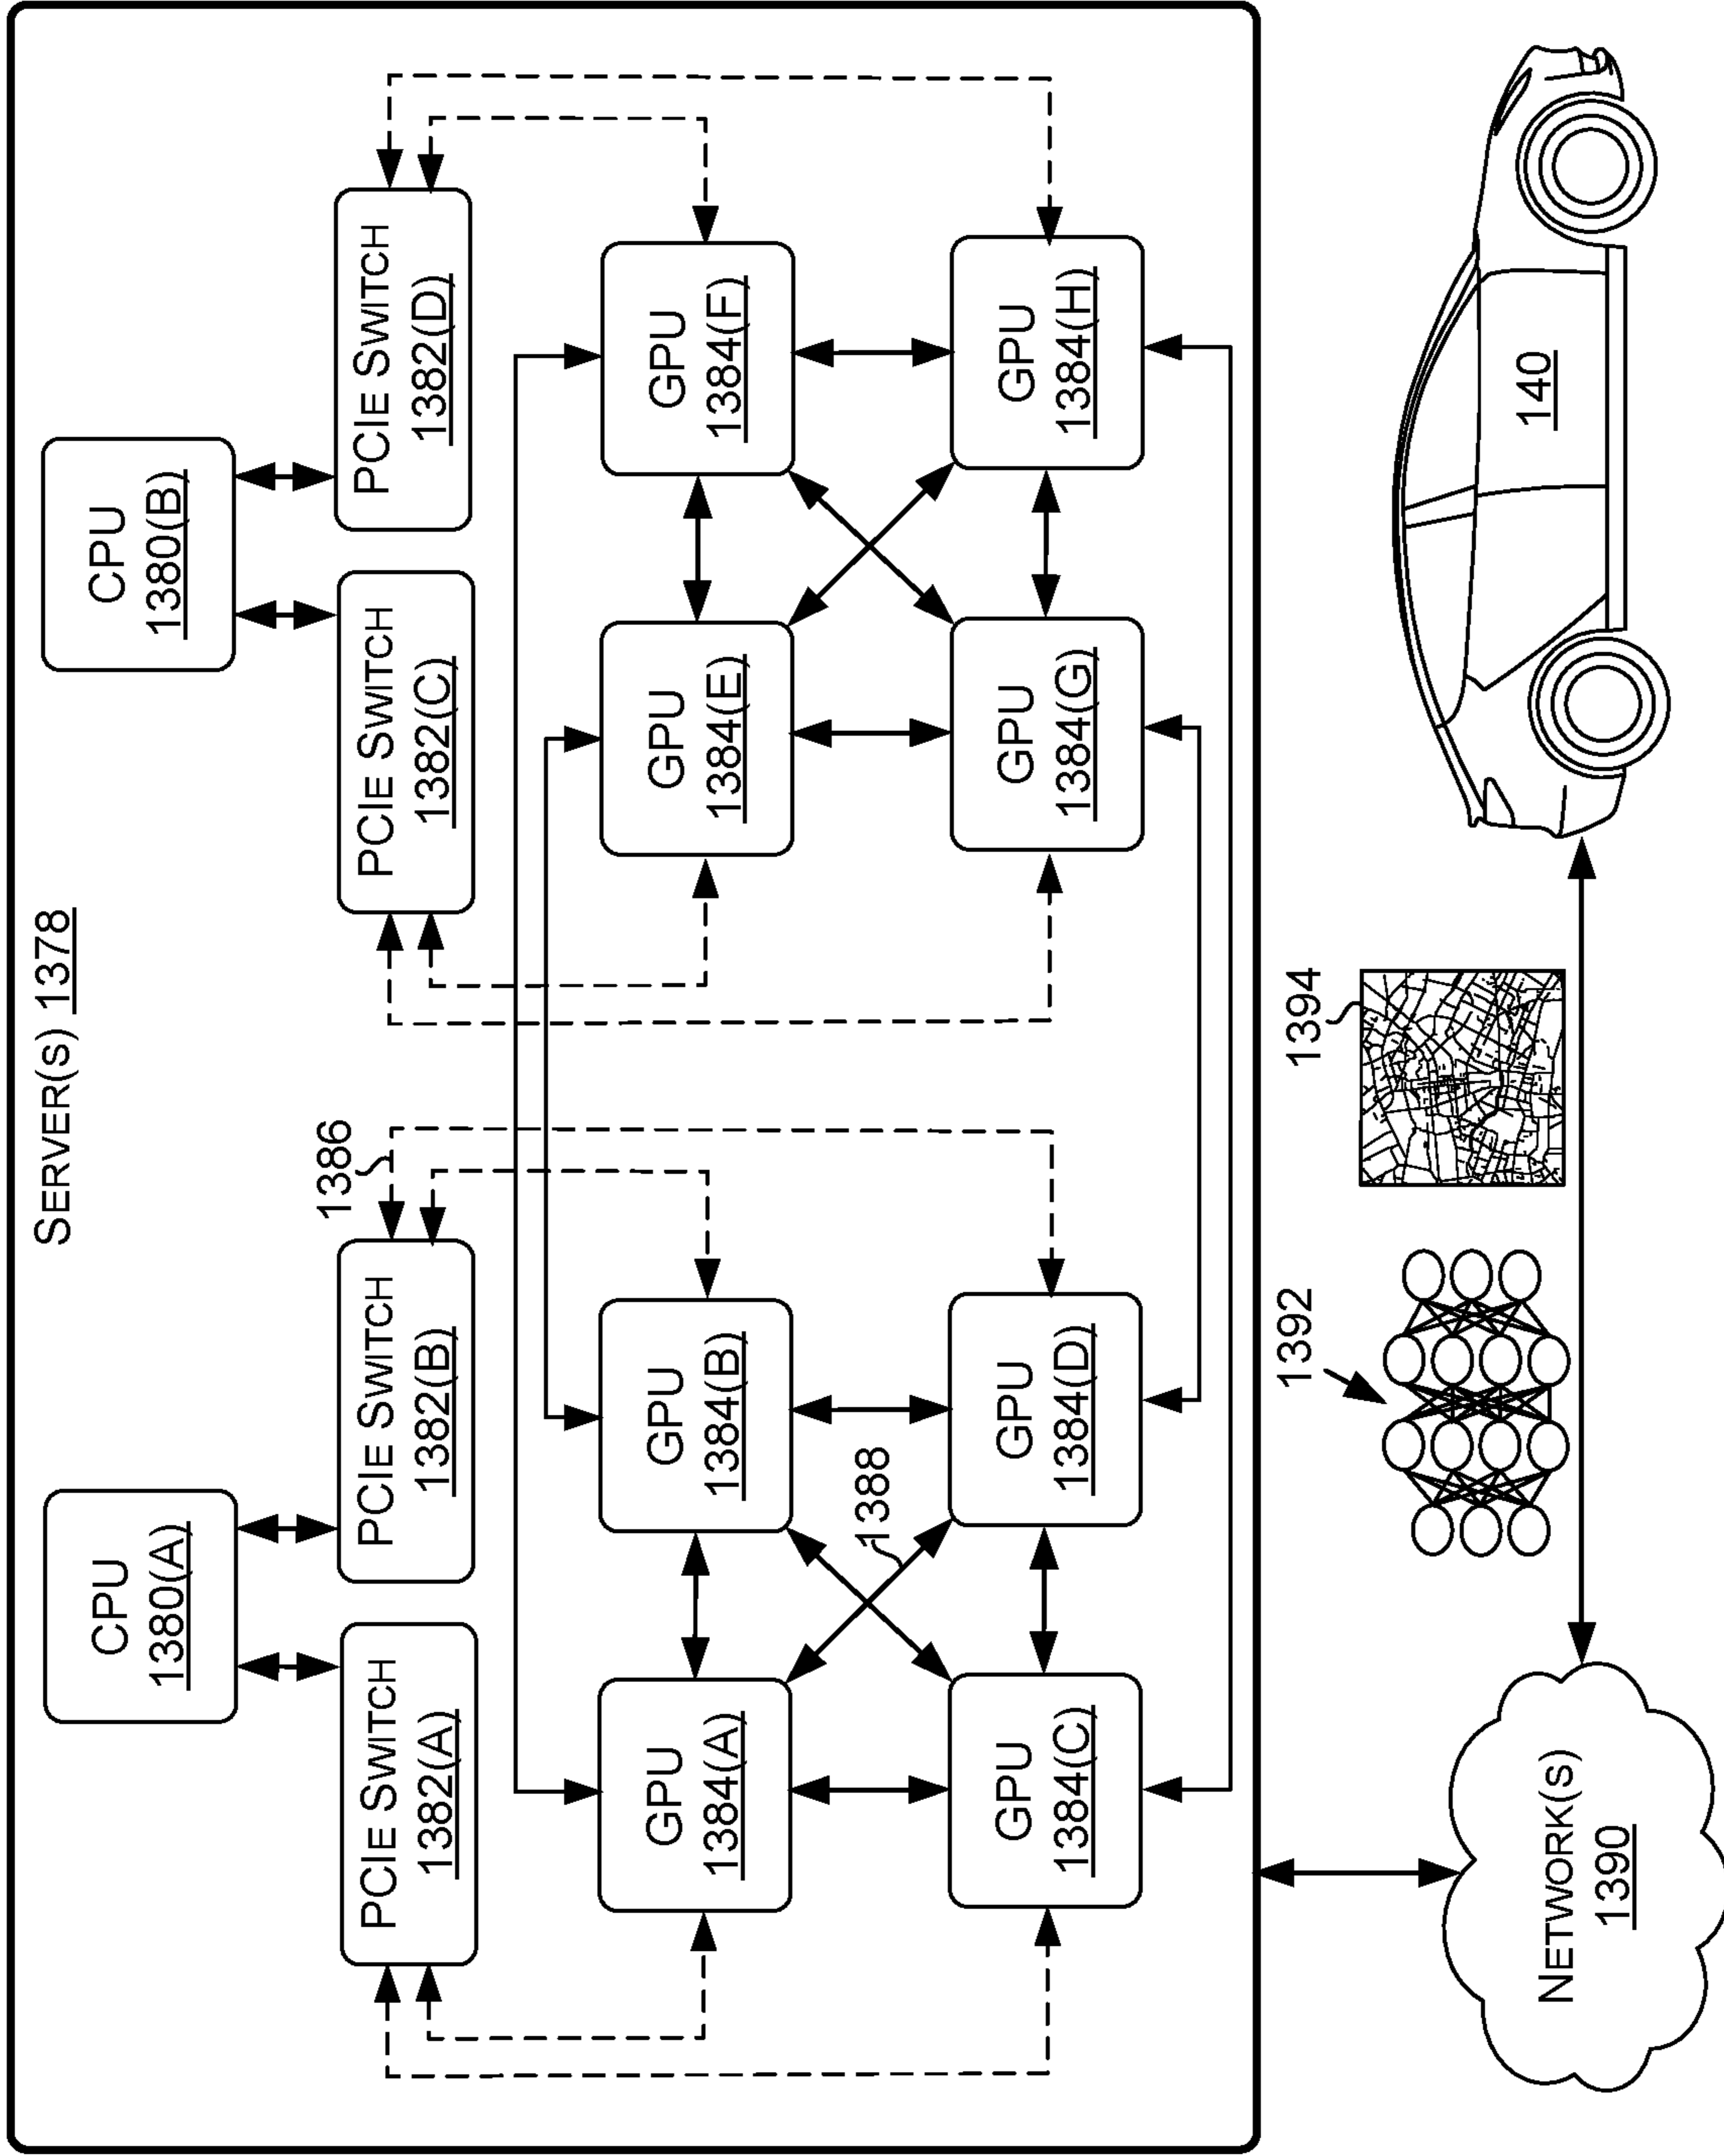 SERVER(S) 1378
CPU
1380(A)
CPU
1380(B)
PCIE SWITCH
1382(A)
PCIE SWITCH
1382(B)
1386
PCIE SWITCH
1382(C)
PCIE SWITCH
1382(D)
GPU
1384(A)
GPU
1384(B)
GPU
1384(E)
GPU
1384(F)
1388
GPU
1384(C)
GPU
1384(D)
GPU
1384(G)
GPU
1384(H)
NETWORK(S)
1390
1392
1394
140